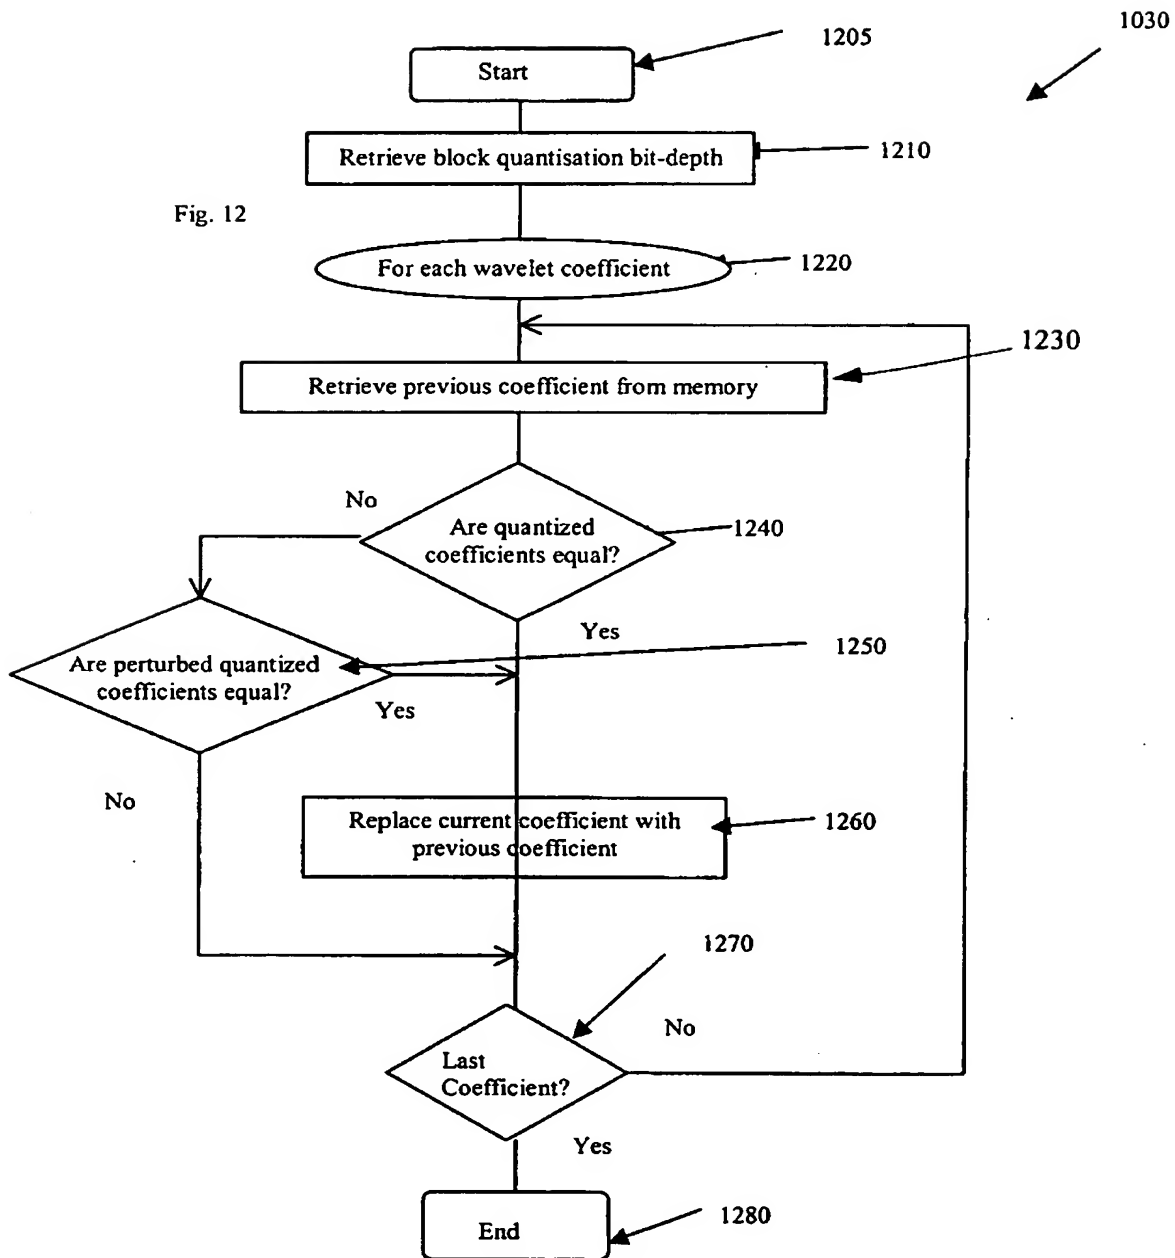 1030
1205
Start
Retrieve block quantisation bit-depth
1210
Fig. 12
For each wavelet coefficient
1220
1230
Retrieve previous coefficient from memory
No
Are quantized
coefficients equal?
1240
Yes
Are perturbed quantized
coefficients equal?
1250
Yes
No
Replace current coefficient with
previous coefficient
1260
1270
No
Last
Coefficient?
Yes
End
1280